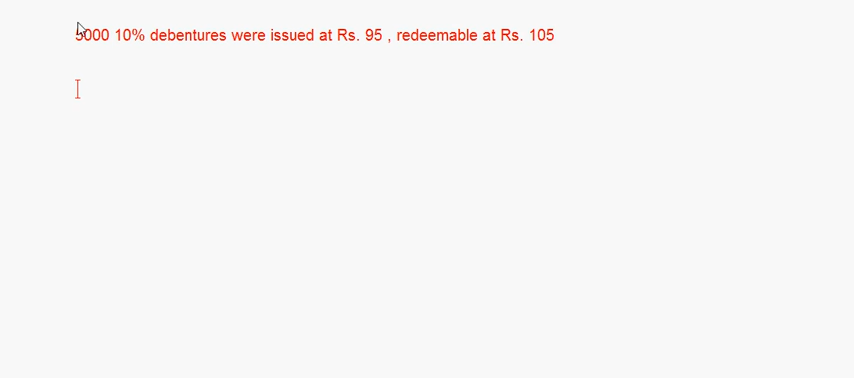 5000 10% debentures were issued at Rs. 95 , redeemable at Rs. 105